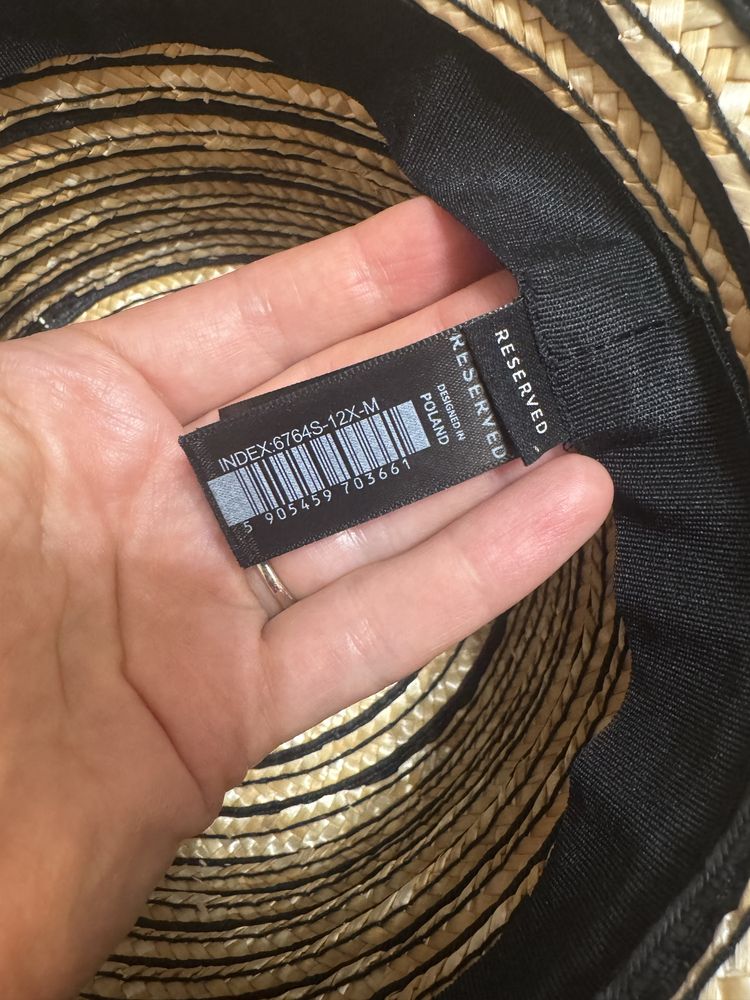 INDEX:6764S-12X-M
5 905459 703661
DESIGNED IN
POLAND
RESERVED
RESERVED